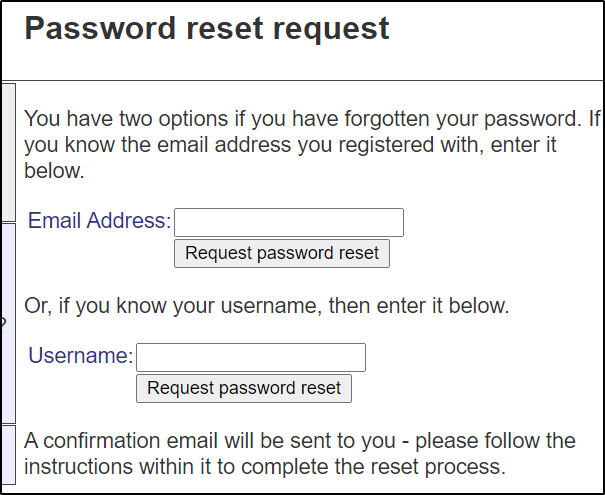 Password reset request
You have two options if you have forgotten your password. If
you know the email address you registered with, enter it
below.
Email Address:
Request password reset
Or, if you know your username, then enter it below.
Username:
Request password reset
A confirmation email will be sent to you - please follow the
instructions within it to complete the reset process.